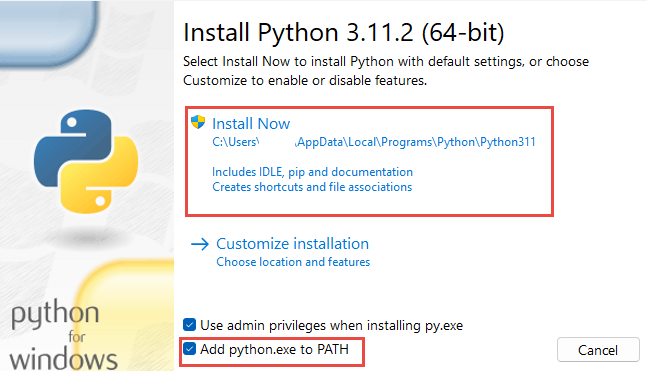 Install Python 3.11.2 (64-bit)
Select Install Now to install Python with default settings, or choose
Customize to enable or disable features.
Install Now
C:\Users\ .AppData\Local\Programs\Python\Python311
Includes IDLE, pip and documentation
Creates shortcuts and file associations
Customize installation
Choose location and features
python
for
windows
Use admin privileges when installing py.exe
Add python.exe to PATH
Cancel